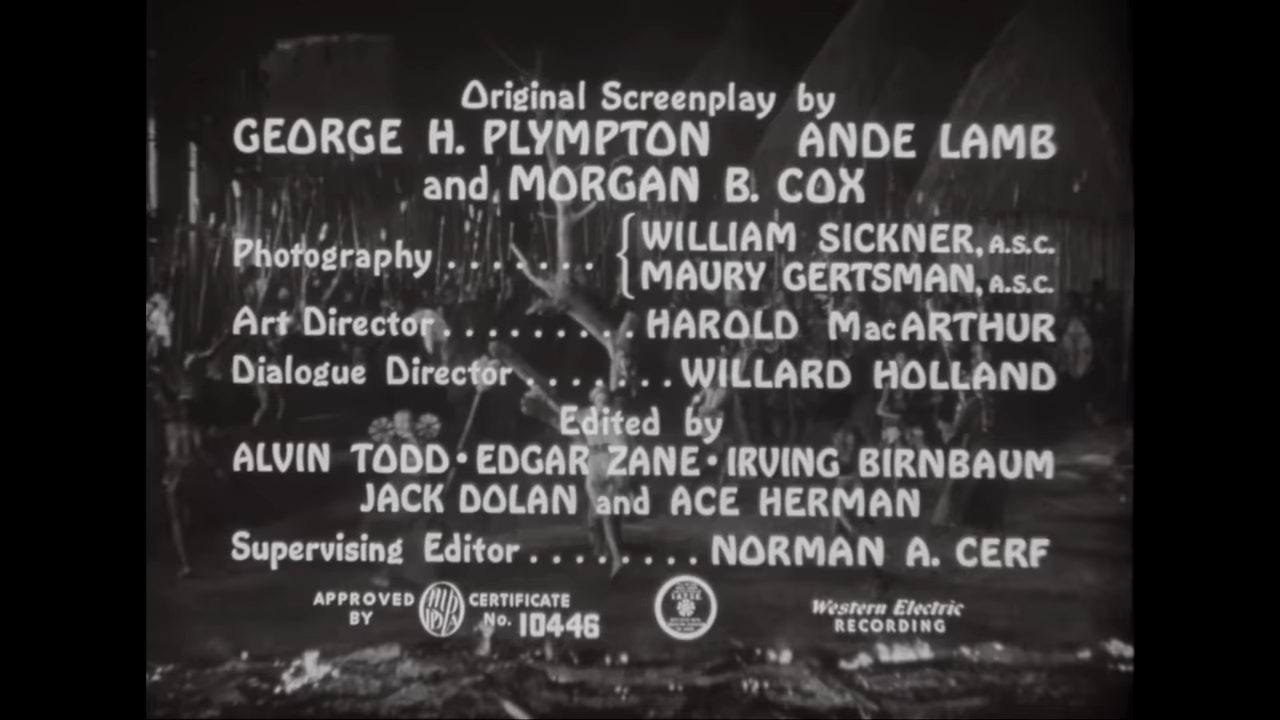 Original Screenplay by
GEORGE H. PLYMPTON ANDE LAMB
and MORGAN B. COX
Photography ....... { WILLIAM SICKNER, A.S.C.
MAURY GERTSMAN, A.S.C.
Art Director.......... HAROLD MacARTHUR
Dialogue Director....... WILLARD HOLLAND
Edited by
ALVIN TODD • EDGAR ZANE • IRVING BIRNBAUM
JACK DOLAN and ACE HERMAN
Supervising Editor........ NORMAN A. CERF
APPROVED BY MPPDA CERTIFICATE No. 10446
I.A.T.S.E.
Western Electric
RECORDING